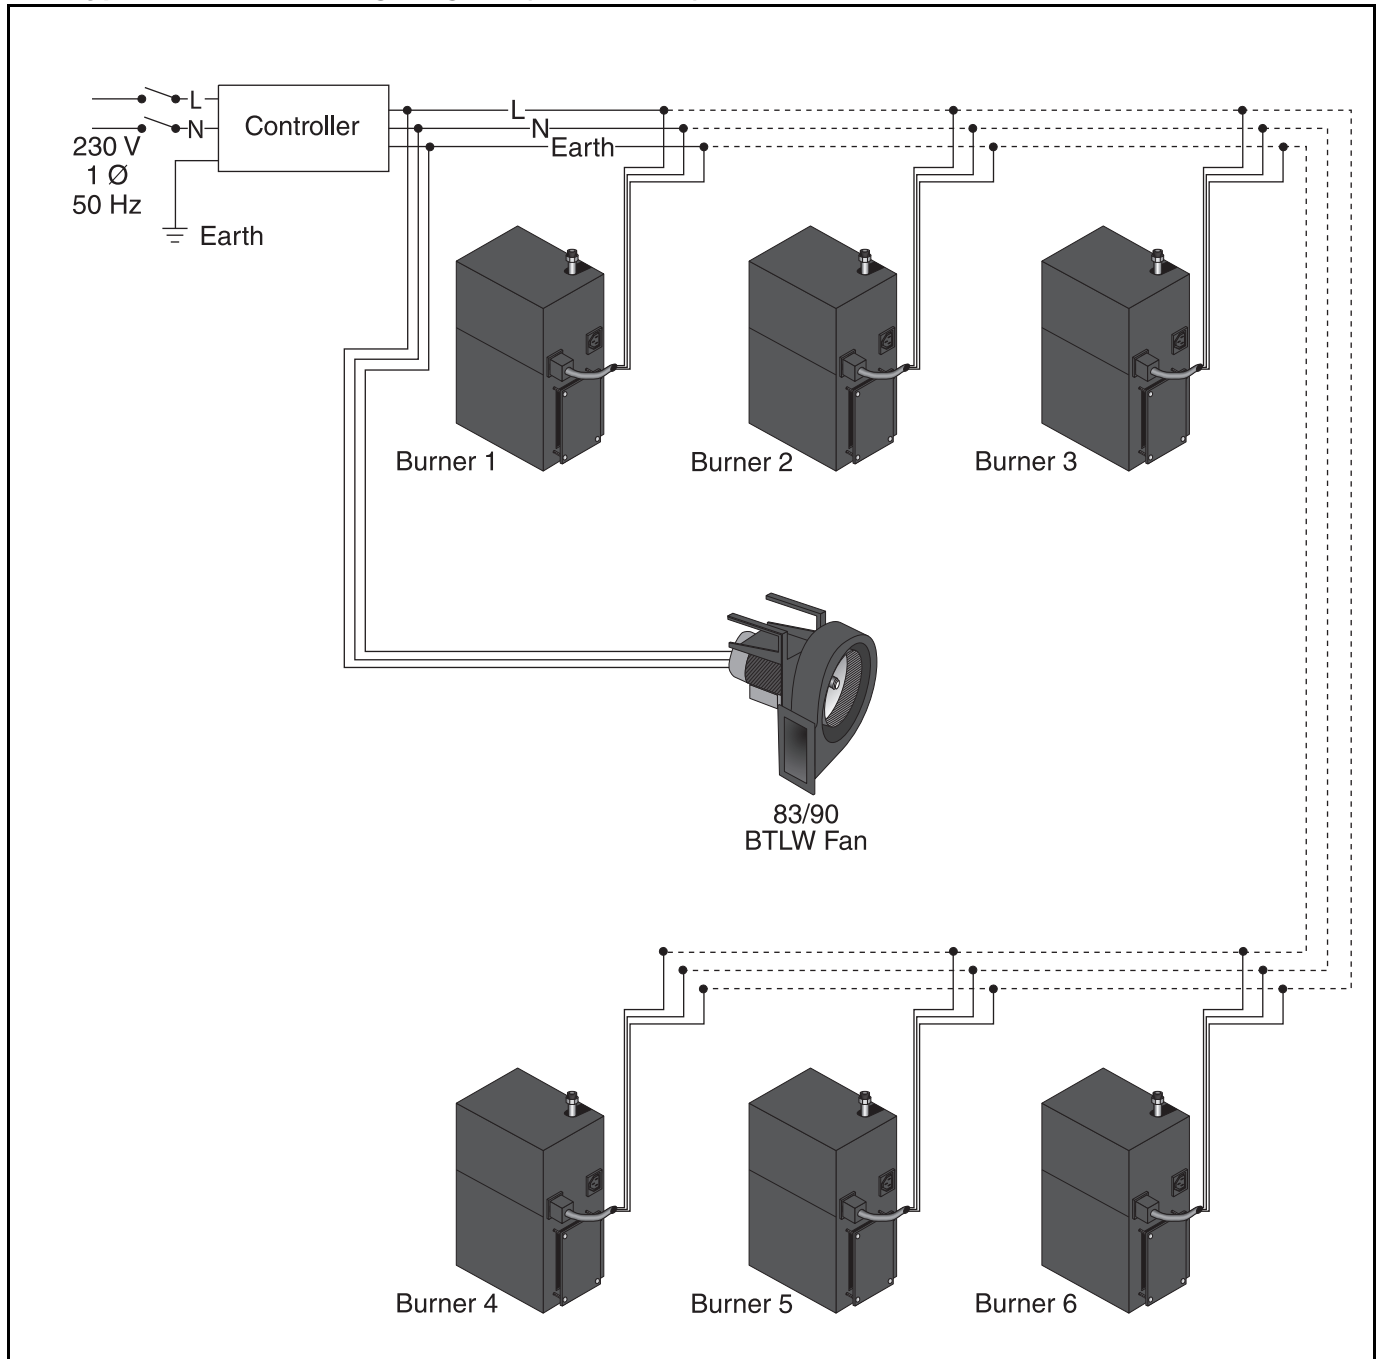 L
N
230 V
1 Ø
50 Hz
Controller
Earth
L
N
Earth
Burner 1
Burner 2
Burner 3
83/90
BTLW Fan
Burner 4
Burner 5
Burner 6